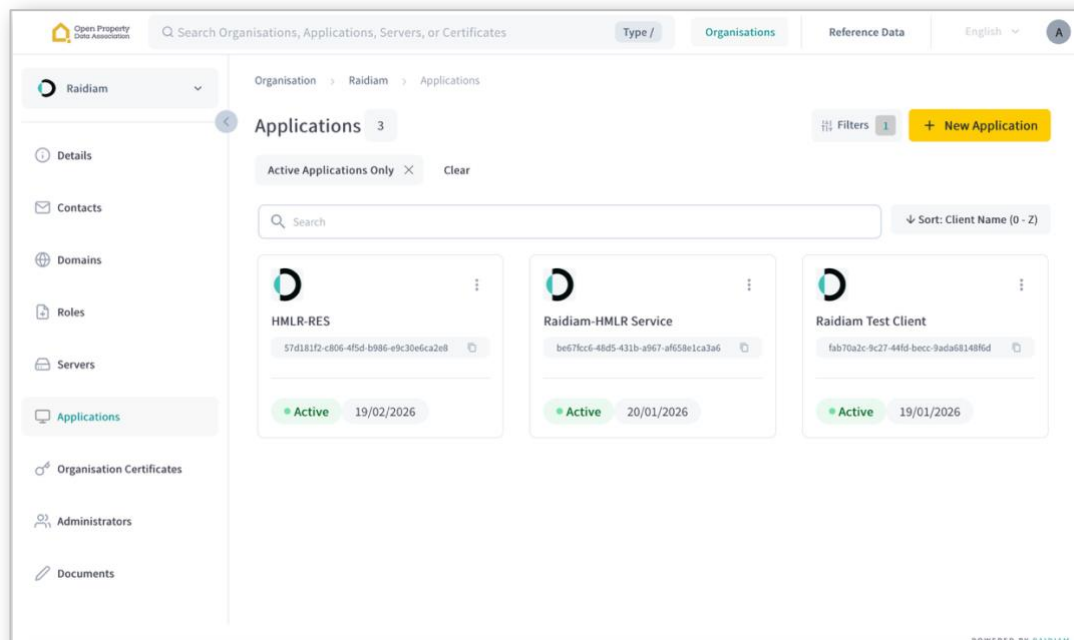 Open Property
Data Association
Search Organisations, Applications, Servers, or Certificates
Type /
Organisations
Reference Data
English
A
Raidiam
Organisation > Raidiam > Applications
Applications 3
Filters 1
+ New Application
Active Applications Only
Clear
Search
Sort: Client Name (0 - Z)
Details
Contacts
Domains
Roles
Servers
Applications
Organisation Certificates
Administrators
Documents
HMLR-RES
57d181f2-c806-4f5d-b986-e9c30e6ca2e8
Active 19/02/2026
Raidiam-HMLR Service
be67fcc6-48d5-431b-a967-af658e1ca3a6
Active 20/01/2026
Raidiam Test Client
fab70a2c-9c27-44fd-becc-9ada68148f6d
Active 19/01/2026
POWERED BY RAIDIAM